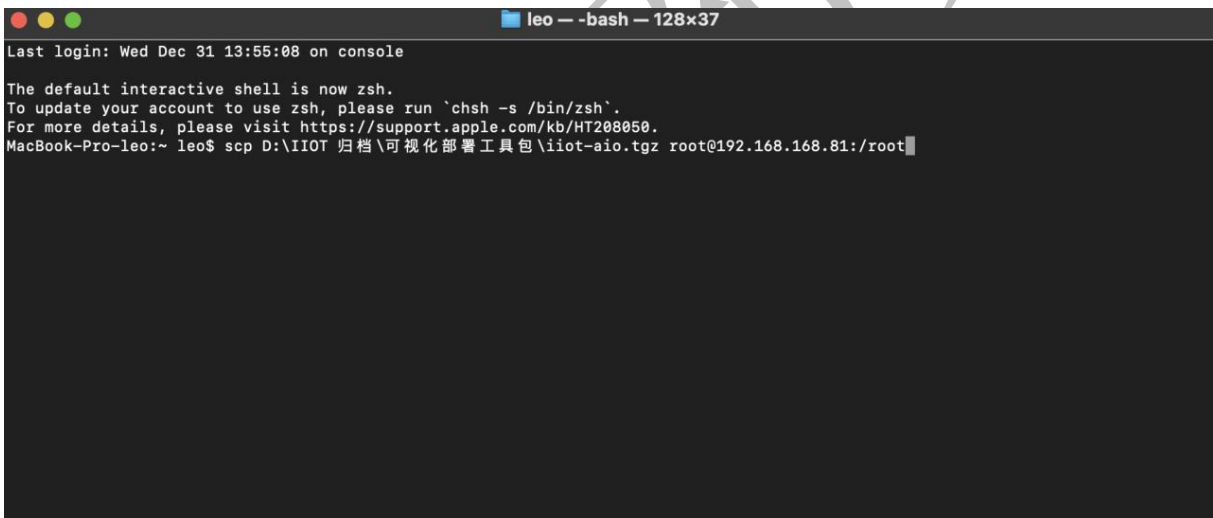 leo — -bash — 128×37
Last login: Wed Dec 31 13:55:08 on console
The default interactive shell is now zsh.
To update your account to use zsh, please run `chsh -s /bin/zsh`.
For more details, please visit https://support.apple.com/kb/HT208050.
MacBook-Pro-leo:~ leo$ scp D:\IIOT 归档\可视化部署工具包\iiot-aio.tgz root@192.168.168.81:/root